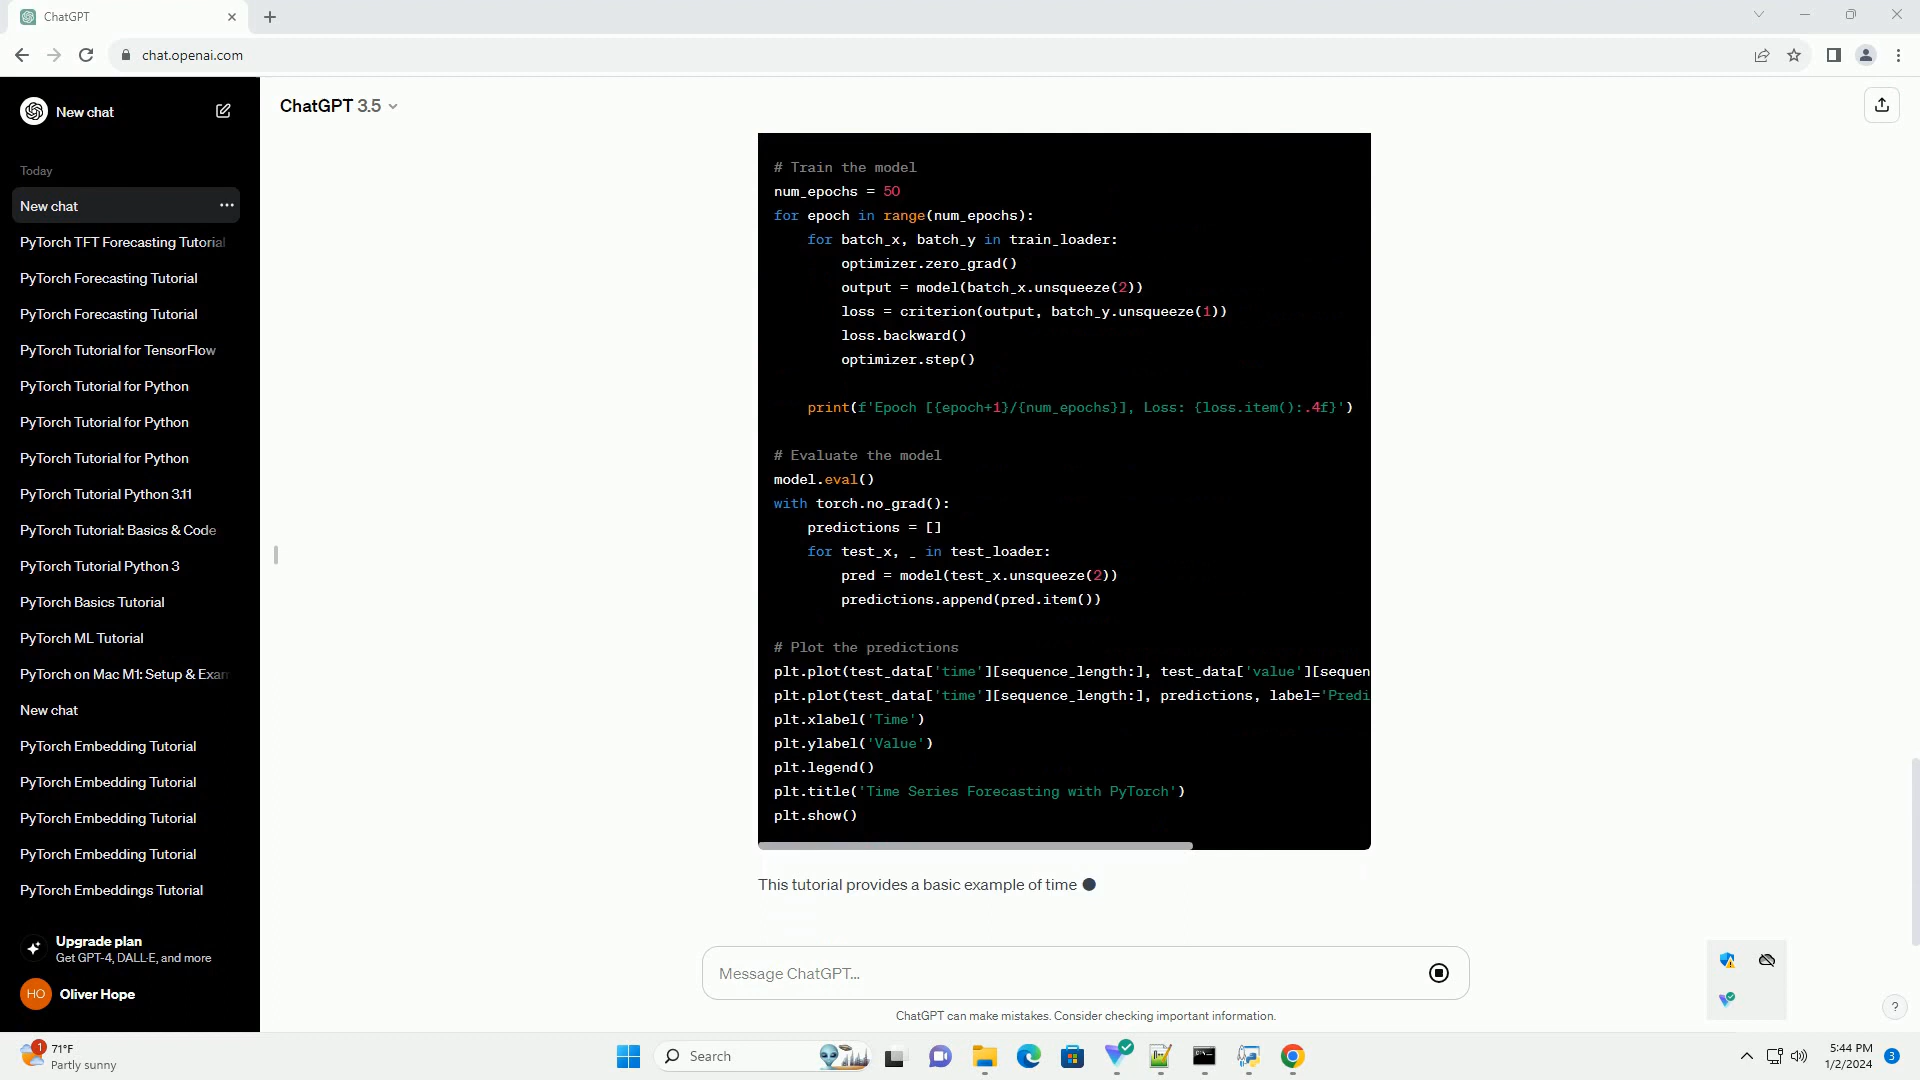 ChatGPT
chat.openai.com
New chat
ChatGPT 3.5
Today
New chat
PyTorch TFT Forecasting Tutorial
PyTorch Forecasting Tutorial
PyTorch Forecasting Tutorial
PyTorch Tutorial for TensorFlow
PyTorch Tutorial for Python
PyTorch Tutorial for Python
PyTorch Tutorial for Python
PyTorch Tutorial Python 3.11
PyTorch Tutorial: Basics & Code
PyTorch Tutorial Python 3
PyTorch Basics Tutorial
PyTorch ML Tutorial
PyTorch on Mac M1: Setup & Exam
New chat
PyTorch Embedding Tutorial
PyTorch Embedding Tutorial
PyTorch Embedding Tutorial
PyTorch Embedding Tutorial
PyTorch Embeddings Tutorial
Upgrade plan
Get GPT-4, DALL·E, and more
HO
Oliver Hope
# Train the model
num_epochs = 50
for epoch in range(num_epochs):
    for batch_x, batch_y in train_loader:
        optimizer.zero_grad()
        output = model(batch_x.unsqueeze(2))
        loss = criterion(output, batch_y.unsqueeze(1))
        loss.backward()
        optimizer.step()
    print(f'Epoch [{epoch+1}/{num_epochs}], Loss: {loss.item():.4f}')
# Evaluate the model
model.eval()
with torch.no_grad():
    predictions = []
    for test_x, _ in test_loader:
        pred = model(test_x.unsqueeze(2))
        predictions.append(pred.item())
# Plot the predictions
plt.plot(test_data['time'][sequence_length:], test_data['value'][sequen
plt.plot(test_data['time'][sequence_length:], predictions, label='Predi
plt.xlabel('Time')
plt.ylabel('Value')
plt.legend()
plt.title('Time Series Forecasting with PyTorch')
plt.show()
This tutorial provides a basic example of time
Message ChatGPT...
ChatGPT can make mistakes. Consider checking important information.
?
1
71°F
Partly sunny
Search
5:44 PM
1/2/2024
3